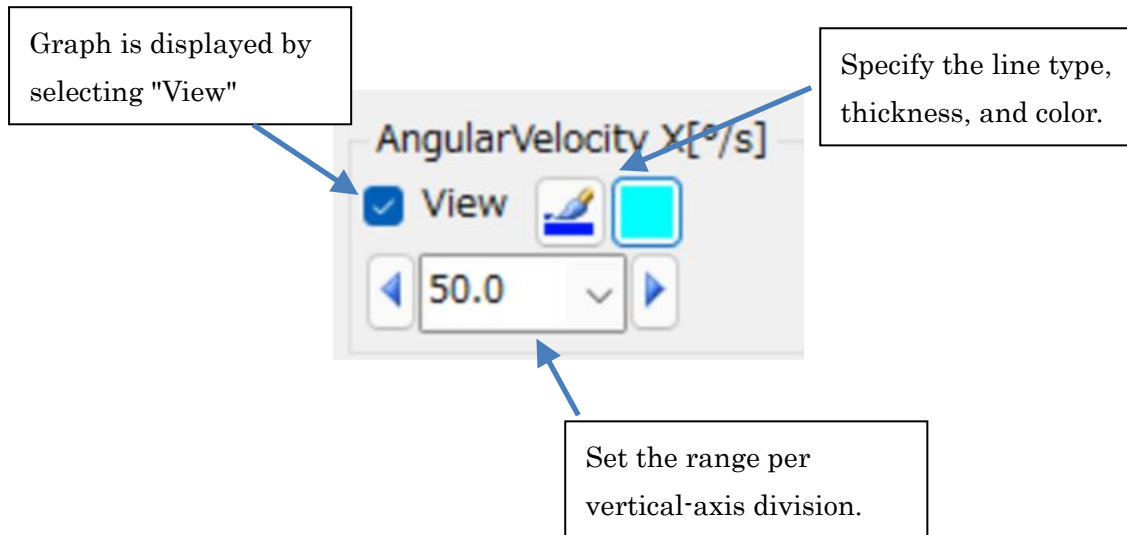 Graph is displayed by
selecting "View"
Specify the line type,
thickness, and color.
AngularVelocity X[°/s]
View
50.0
Set the range per
vertical-axis division.